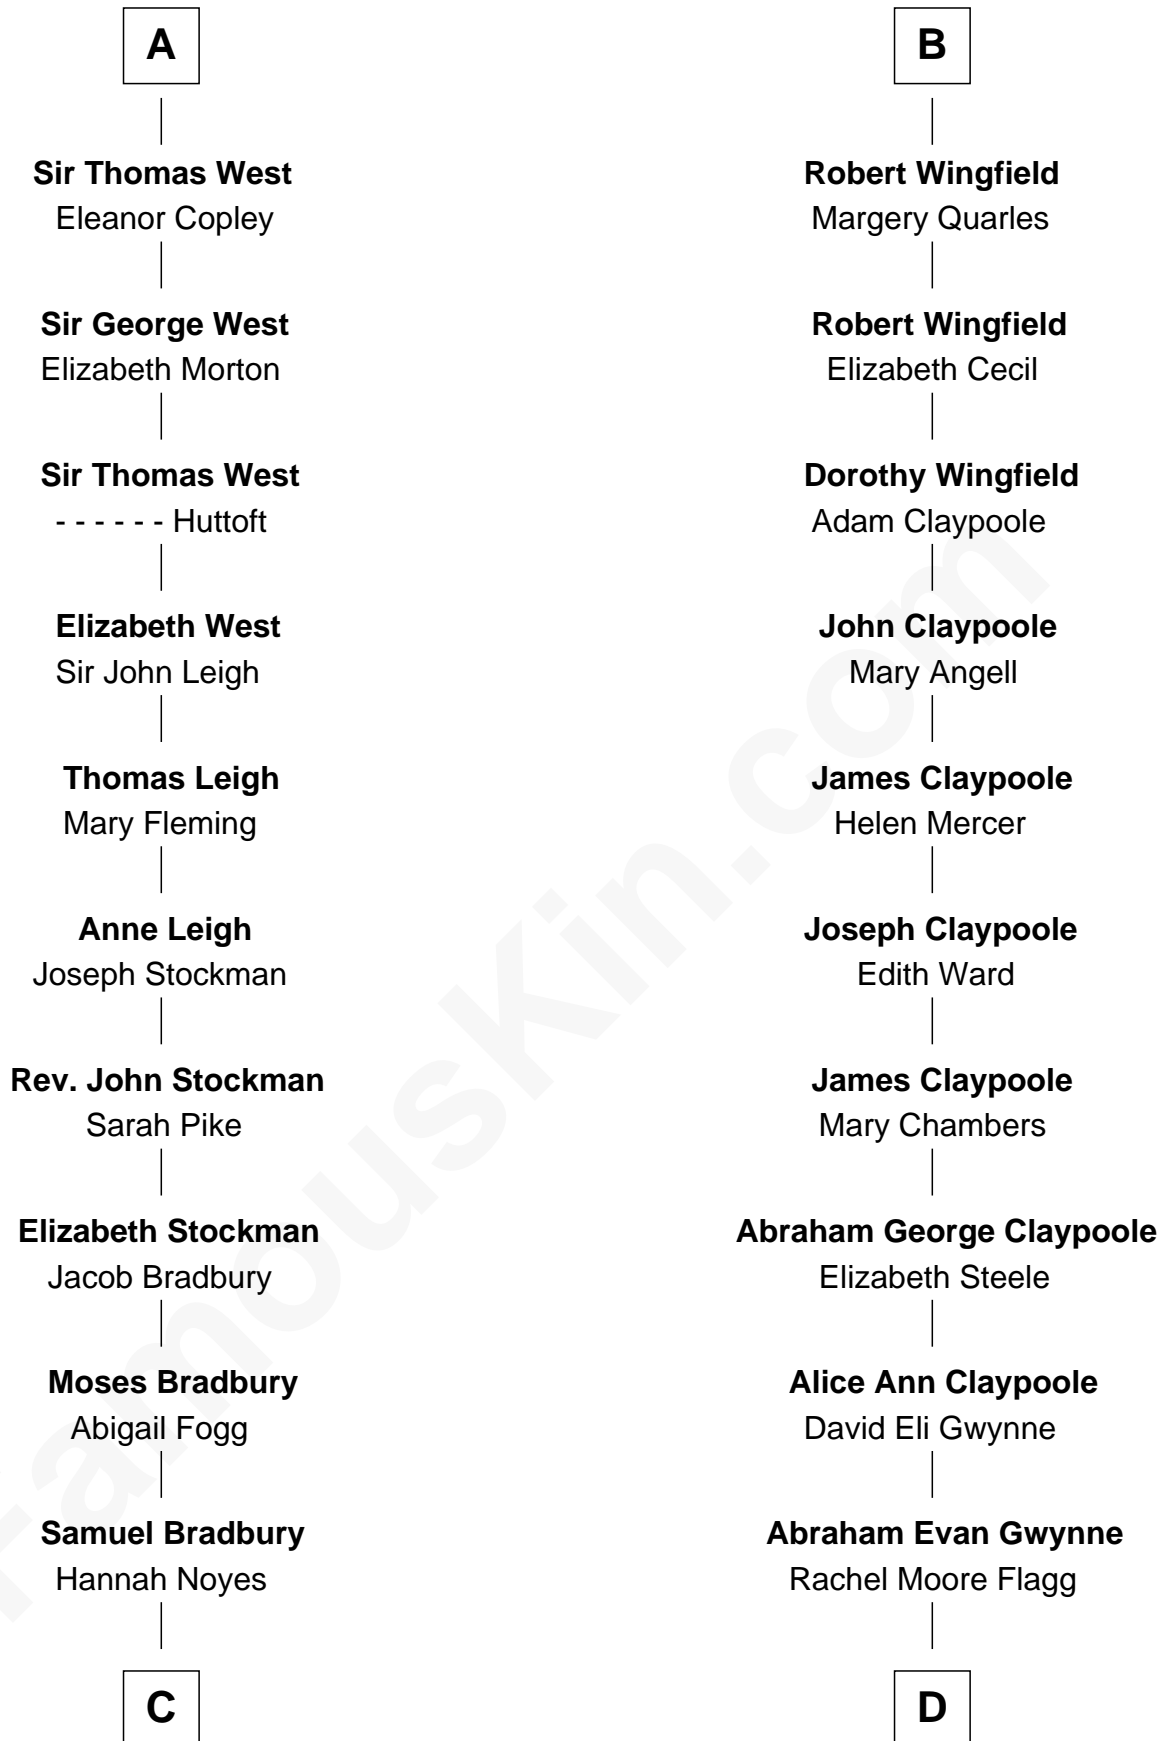 A
Sir Thomas West
Eleanor Copley
Sir George West
Elizabeth Morton
Sir Thomas West
- - - - - - Huttoft
Elizabeth West
Sir John Leigh
Thomas Leigh
Mary Fleming
Anne Leigh
Joseph Stockman
Rev. John Stockman
Sarah Pike
Elizabeth Stockman
Jacob Bradbury
Moses Bradbury
Abigail Fogg
Samuel Bradbury
Hannah Noyes
C
B
Robert Wingfield
Margery Quarles
Robert Wingfield
Elizabeth Cecil
Dorothy Wingfield
Adam Claypoole
John Claypoole
Mary Angell
James Claypoole
Helen Mercer
Joseph Claypoole
Edith Ward
James Claypoole
Mary Chambers
Abraham George Claypoole
Elizabeth Steele
Alice Ann Claypoole
David Eli Gwynne
Abraham Evan Gwynne
Rachel Moore Flagg
D
FamousKin.com